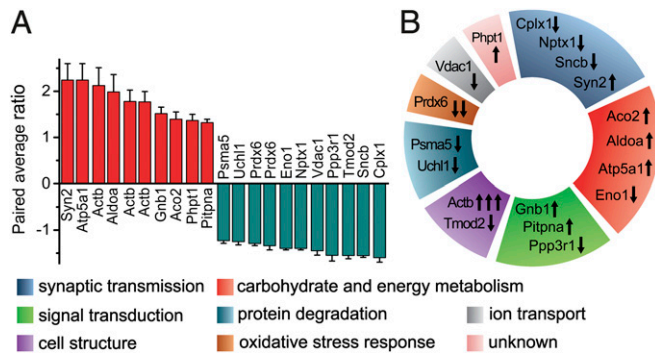 A
Paired average ratio
2
1
0
-1
Syn2
Atp5a1
Actb
Aldoa
Actb
Actb
Gnb1
Aco2
Phpt1
Pitpna
Psma5
Uchl1
Prdx6
Prdx6
Eno1
Nptx1
Vdac1
Ppp3r1
Tmod2
Sncb
Cplx1
B
Cplx1↓
Nptx1↓
Sncb↓
Syn2↑
Aco2↑
Aldoa↑
Atp5a1↑
Eno1↓
Gnb1↑
Pitpna↑
Ppp3r1↓
Actb↑↑↑
Tmod2↓
Psma5↓
Uchl1↓
Prdx6↓↓
Vdac1
↓
Phpt1
↑
synaptic transmission
carbohydrate and energy metabolism
signal transduction
protein degradation
ion transport
cell structure
oxidative stress response
unknown